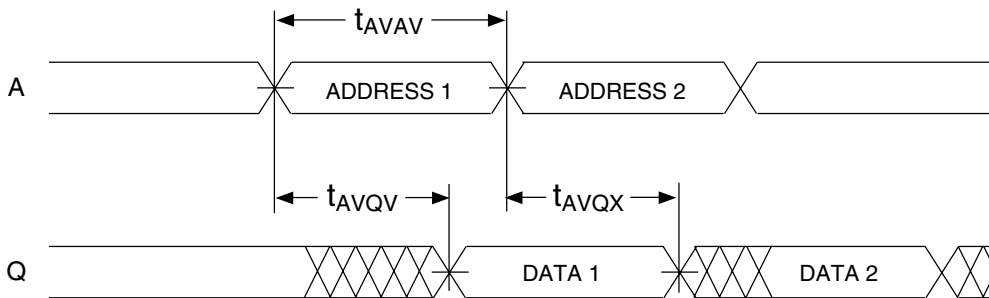 tAVAV
A
ADDRESS 1
ADDRESS 2
tAVQV
tAVQX
Q
DATA 1
DATA 2